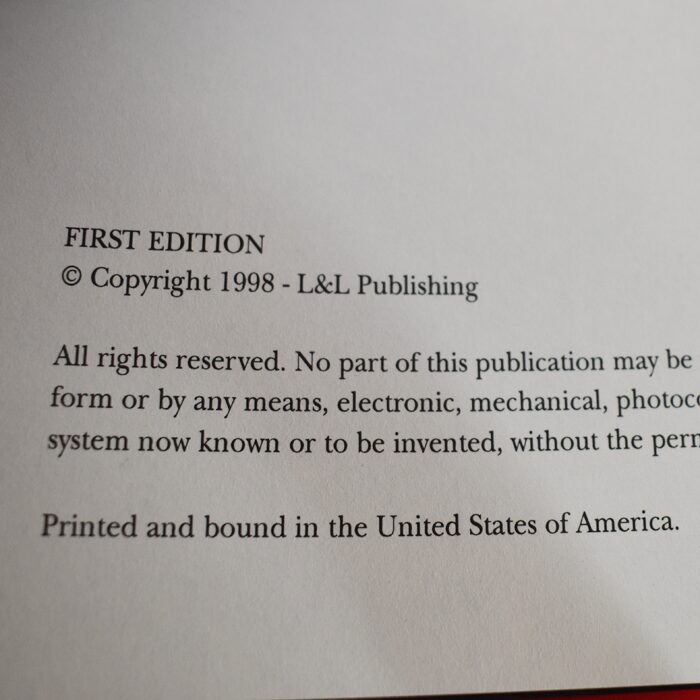 FIRST EDITION
© Copyright 1998 - L&L Publishing
All rights reserved. No part of this publication may be
form or by any means, electronic, mechanical,
system now known or to be invented, without the
Printed and bound in the United States of America.